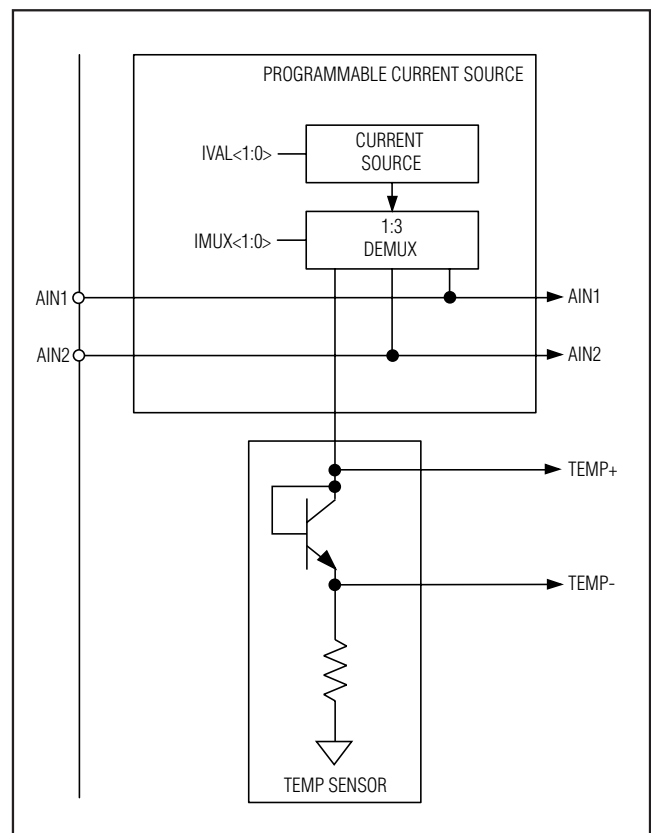 PROGRAMMABLE CURRENT SOURCE
CURRENT
SOURCE
IVAL<1:0>
1:3
DEMUX
IMUX<1:0>
AIN1
AIN1
AIN2
AIN2
TEMP+
TEMP-
TEMP SENSOR